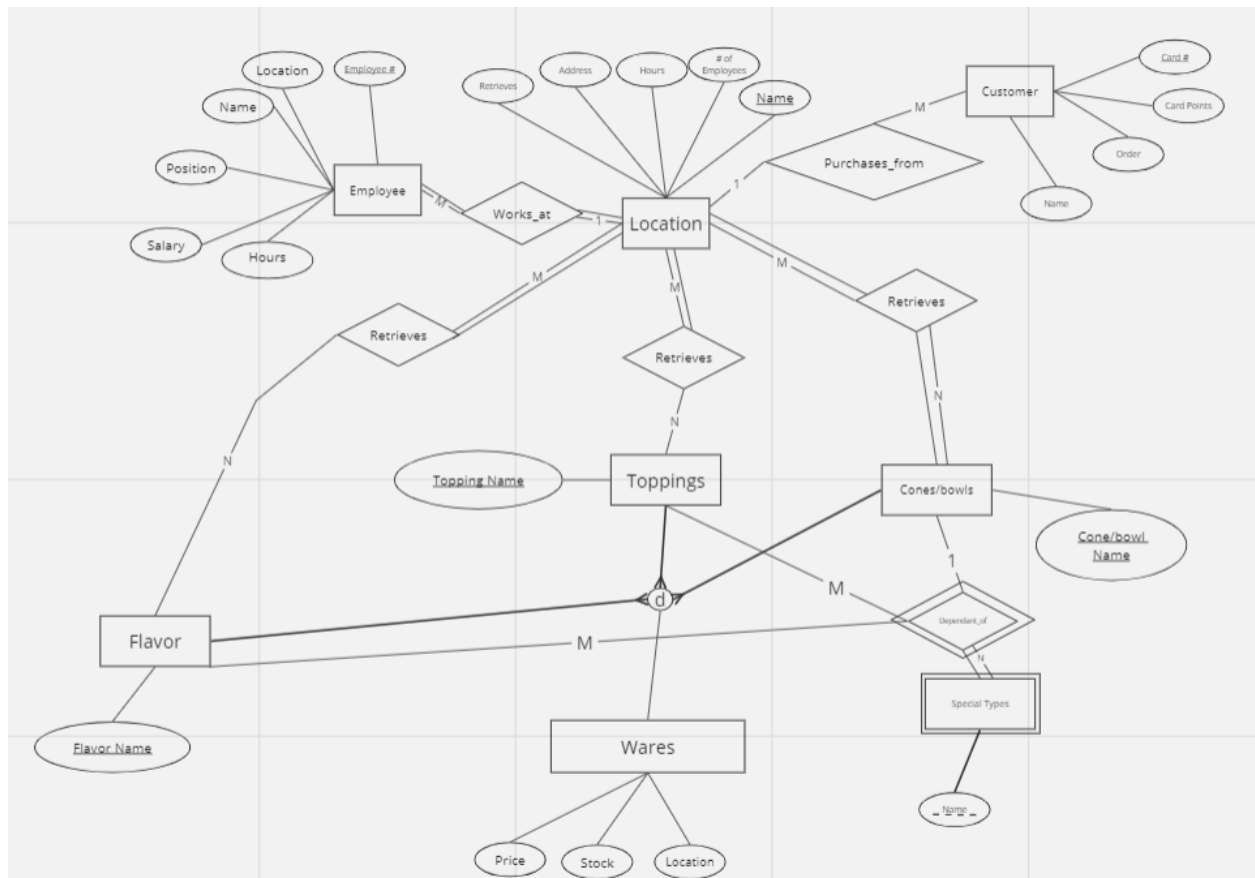 Location
Employee #
Name
Position
Salary
Hours
Employee
M
Works_at
1
Retrieves
Address
Hours
# of
Employees
Name
Location
1
Purchases_from
M
Customer
Card #
Card Points
Order
Name
M
Retrieves
N
M
Retrieves
N
M
Retrieves
N
Topping Name
Toppings
Cones/bowls
Cone/bowl
Name
1
M
d
Dependant_of
M
N
Special Types
Name
Flavor
Flavor Name
Wares
Price
Stock
Location